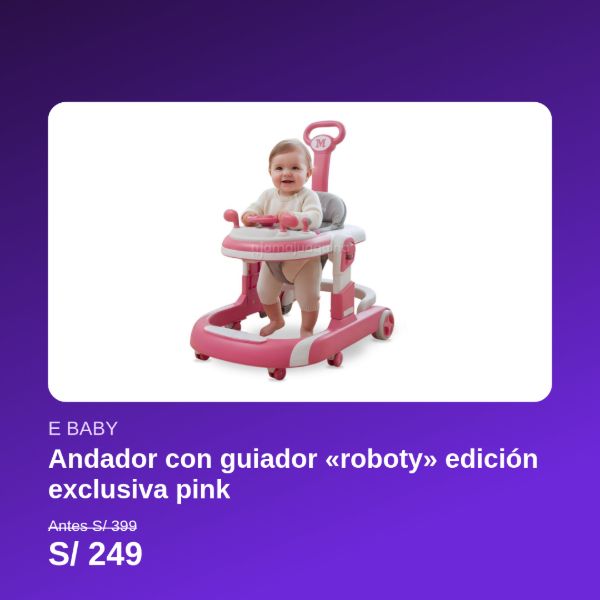 M
E BABY
Andador con guiador «roboty» edición
exclusiva pink
Antes S/ 399
S/ 249